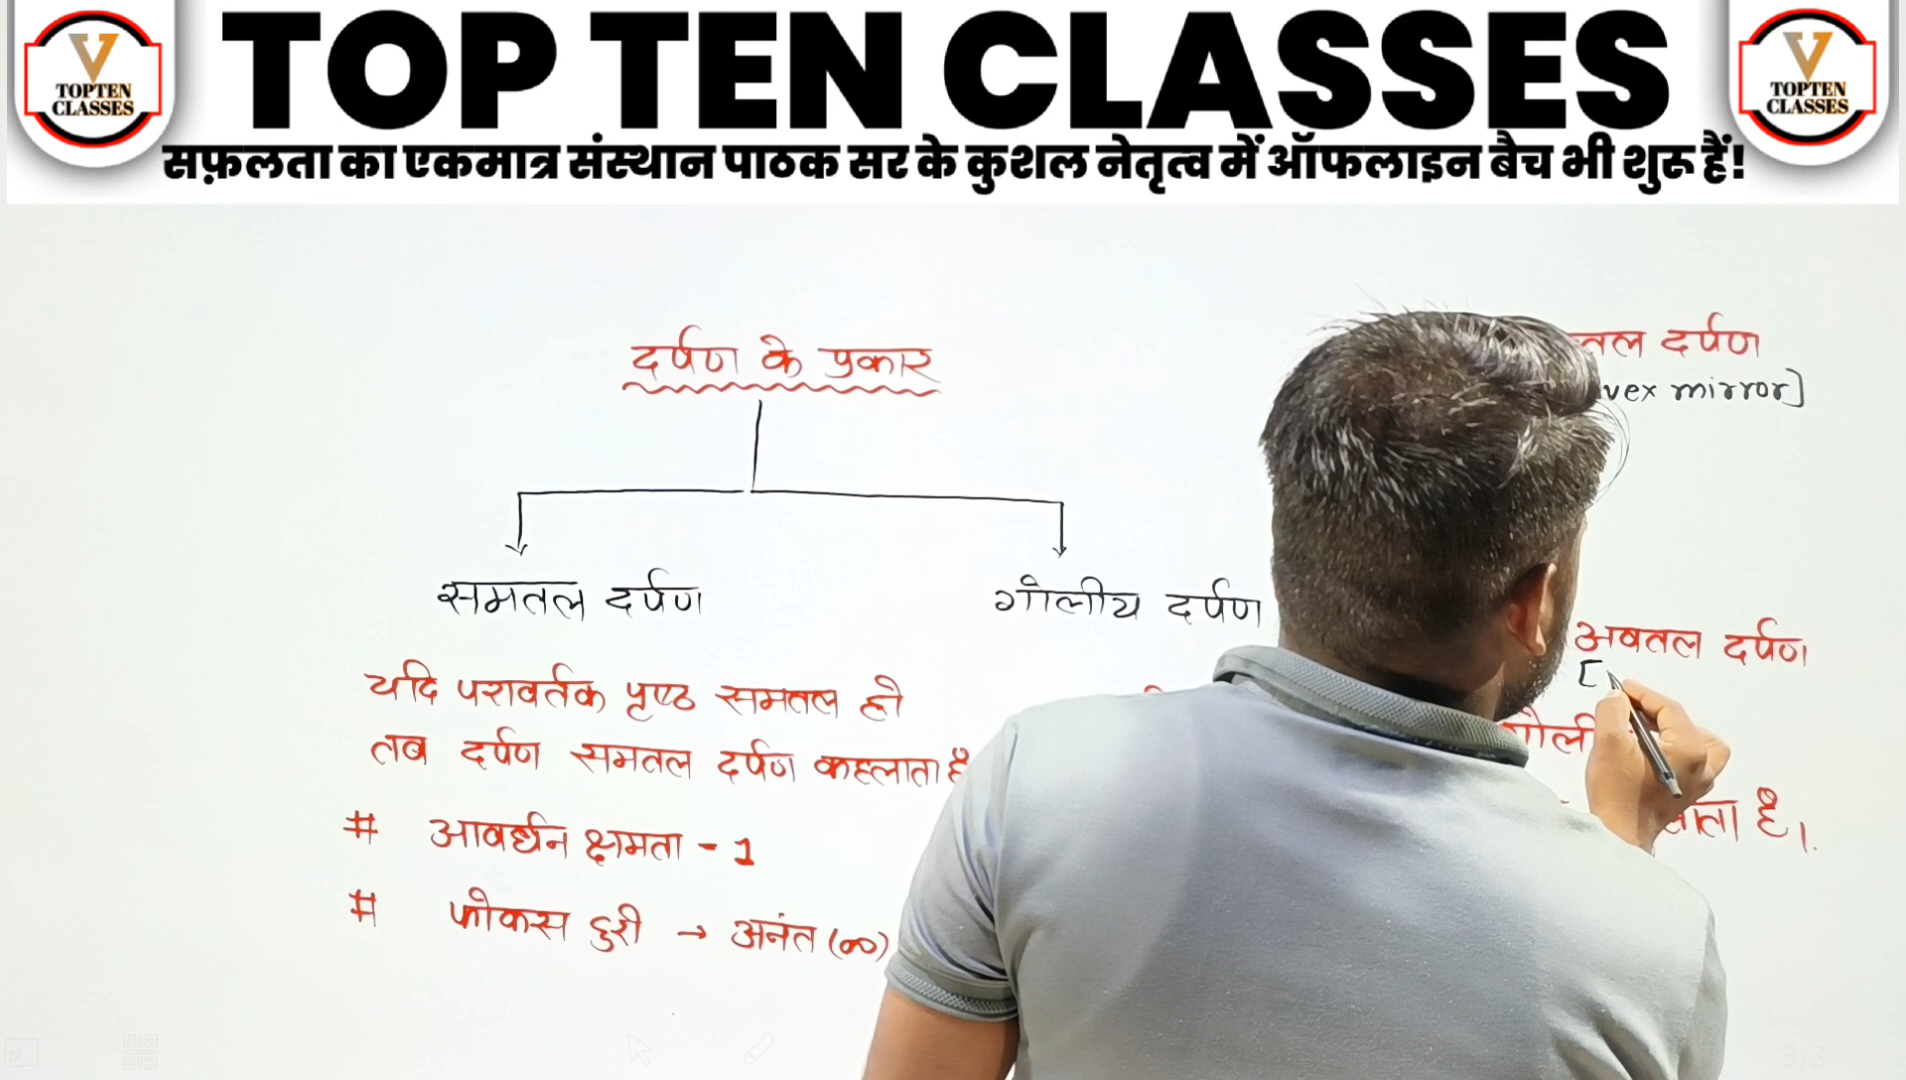 V
TOPTEN
CLASSES
TOP TEN CLASSES
V
TOPTEN
CLASSES
सफ़लता का एकमात्र संस्थान पाठक सर के कुशल नेतृत्व में ऑफलाइन बैच भी शुरू हैं!
दर्पण के प्रकार
तल दर्पण
vex mirror]
समतल दर्पण
गोलीय दर्पण
अवतल दर्पण
[
यदि परावर्तक पृष्ठ समतल हो
तब दर्पण समतल दर्पण कहलाता है
गोली
लाता है।
# आवर्धन क्षमता - 1
# फोकस दुरी → अनंत (∞)